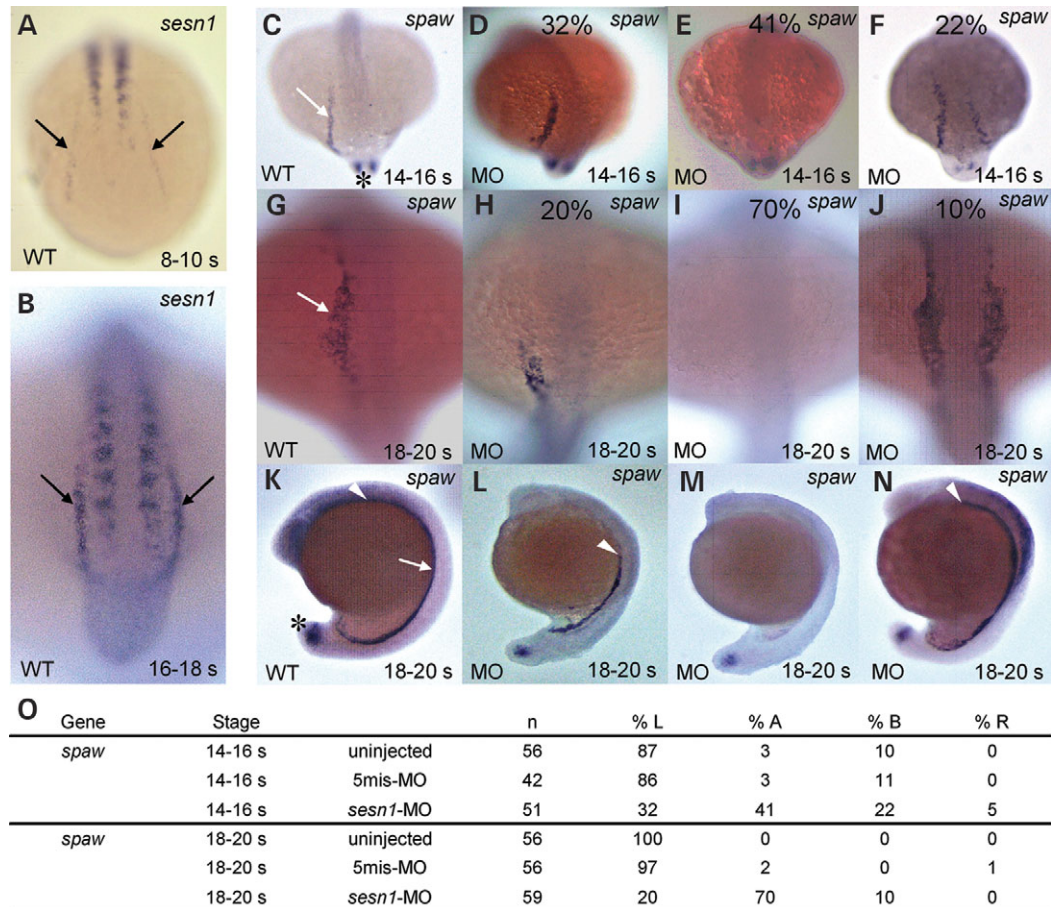 A sesn1
WT 8-10 s
B sesn1
WT 16-18 s
C spaw
WT 14-16 s
*
D 32% spaw
MO 14-16 s
E 41% spaw
MO 14-16 s
F 22% spaw
MO 14-16 s
G spaw
WT 18-20 s
H 20% spaw
MO 18-20 s
I 70% spaw
MO 18-20 s
J 10% spaw
MO 18-20 s
K spaw
*
WT 18-20 s
L spaw
MO 18-20 s
M spaw
MO 18-20 s
N spaw
MO 18-20 s
O
Gene Stage n % L % A % B % R
spaw 14-16 s uninjected 56 87 3 10 0
14-16 s 5mis-MO 42 86 3 11 0
14-16 s sesn1-MO 51 32 41 22 5
spaw 18-20 s uninjected 56 100 0 0 0
18-20 s 5mis-MO 56 97 2 0 1
18-20 s sesn1-MO 59 20 70 10 0